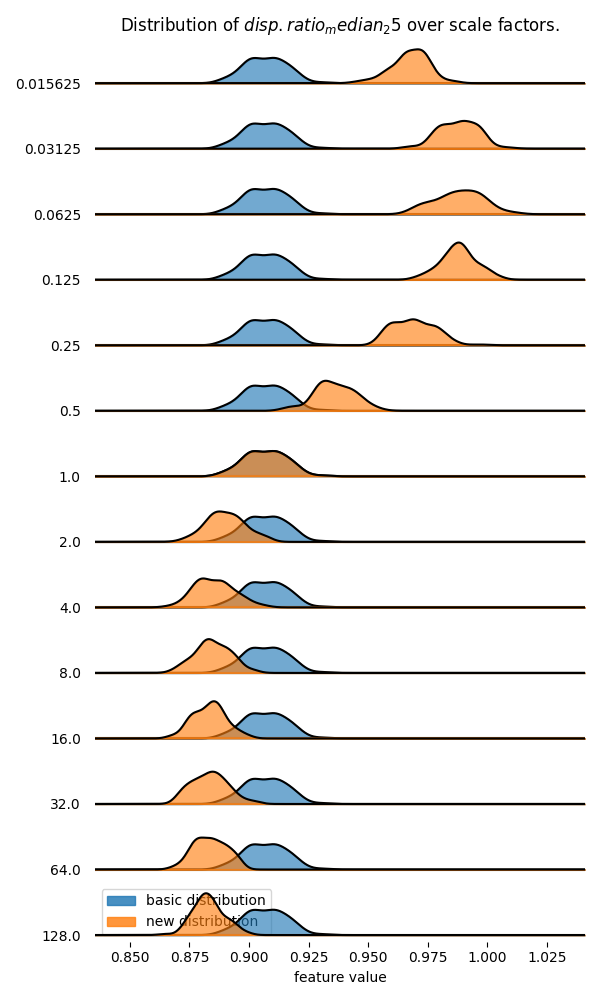 Distribution of disp.ratio_median_25 over scale factors.
0.015625
0.03125
0.0625
0.125
0.25
0.5
1.0
2.0
4.0
8.0
16.0
32.0
64.0
basic distribution
new distribution
128.0
0.850 0.875 0.900 0.925 0.950 0.975 1.000 1.025
feature value